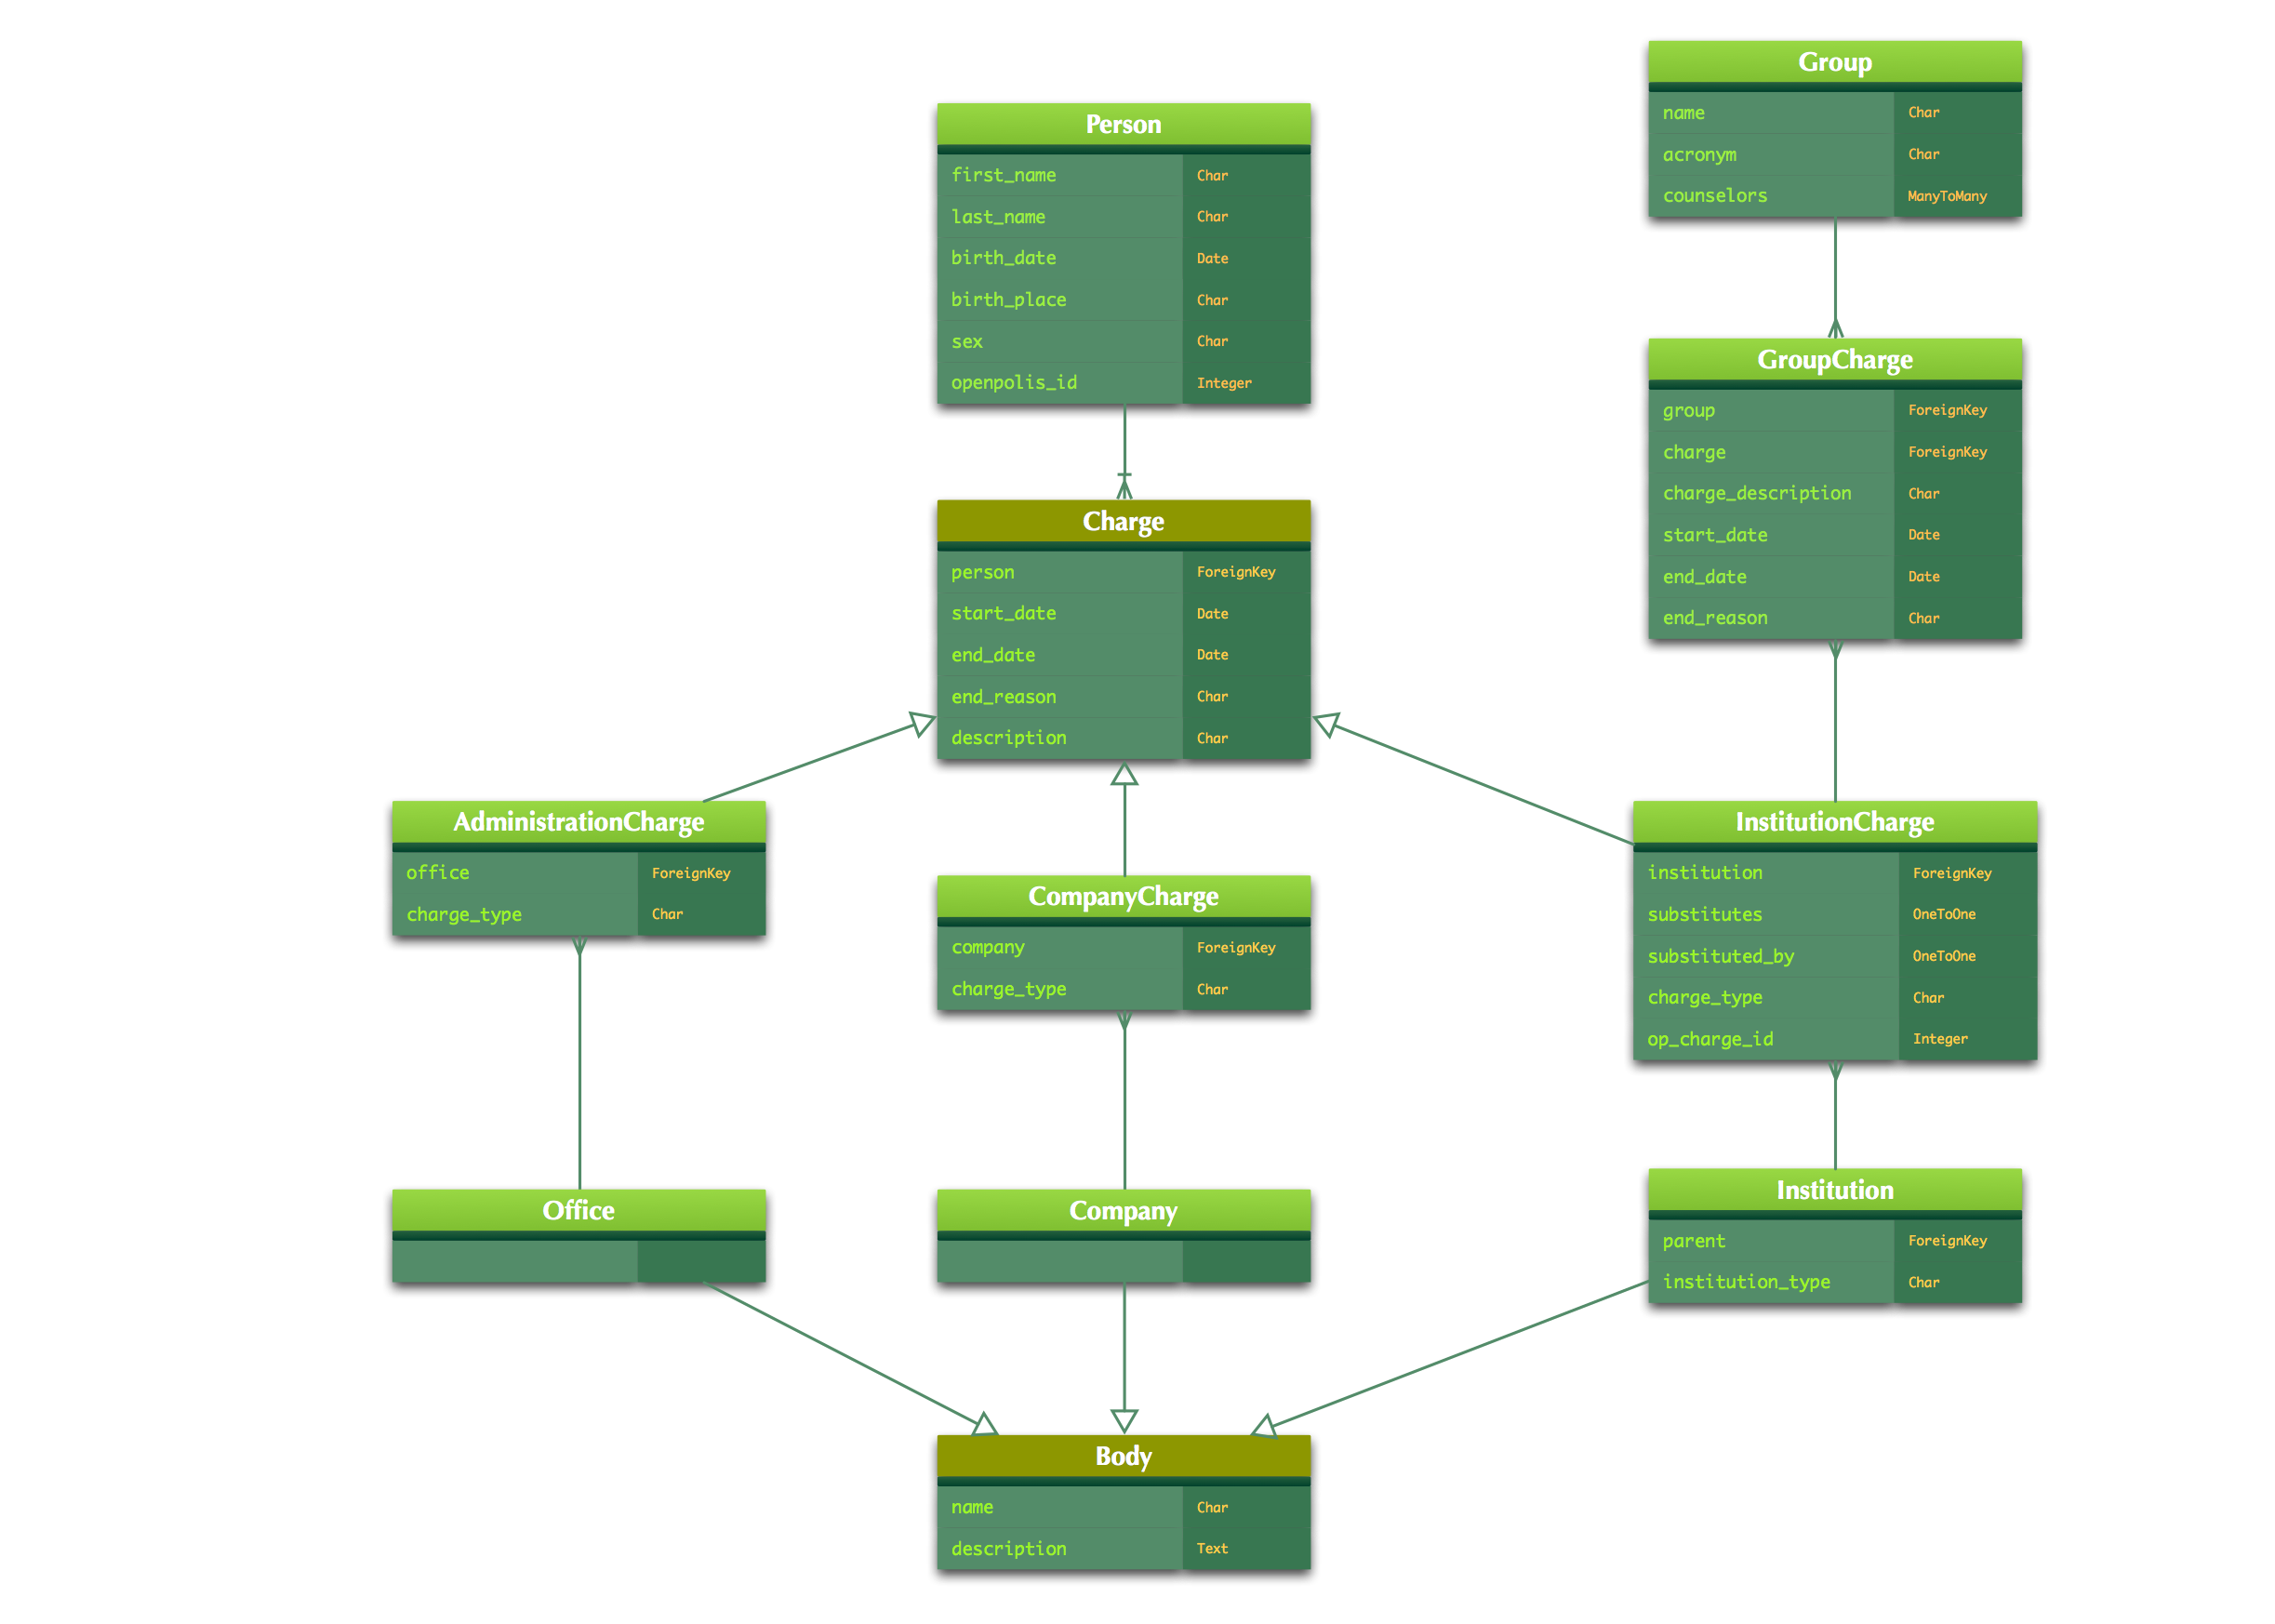 Group
name Char
acronym Char
counselors ManyToMany
Person
first_name Char
last_name Char
birth_date Date
birth_place Char
sex Char
openpolis_id Integer
GroupCharge
group ForeignKey
charge ForeignKey
charge_description Char
start_date Date
end_date Date
end_reason Char
Charge
person ForeignKey
start_date Date
end_date Date
end_reason Char
description Char
AdministrationCharge
office ForeignKey
charge_type Char
CompanyCharge
company ForeignKey
charge_type Char
InstitutionCharge
institution ForeignKey
substitutes OneToOne
substituted_by OneToOne
charge_type Char
op_charge_id Integer
Office
Company
Institution
parent ForeignKey
institution_type Char
Body
name Char
description Text